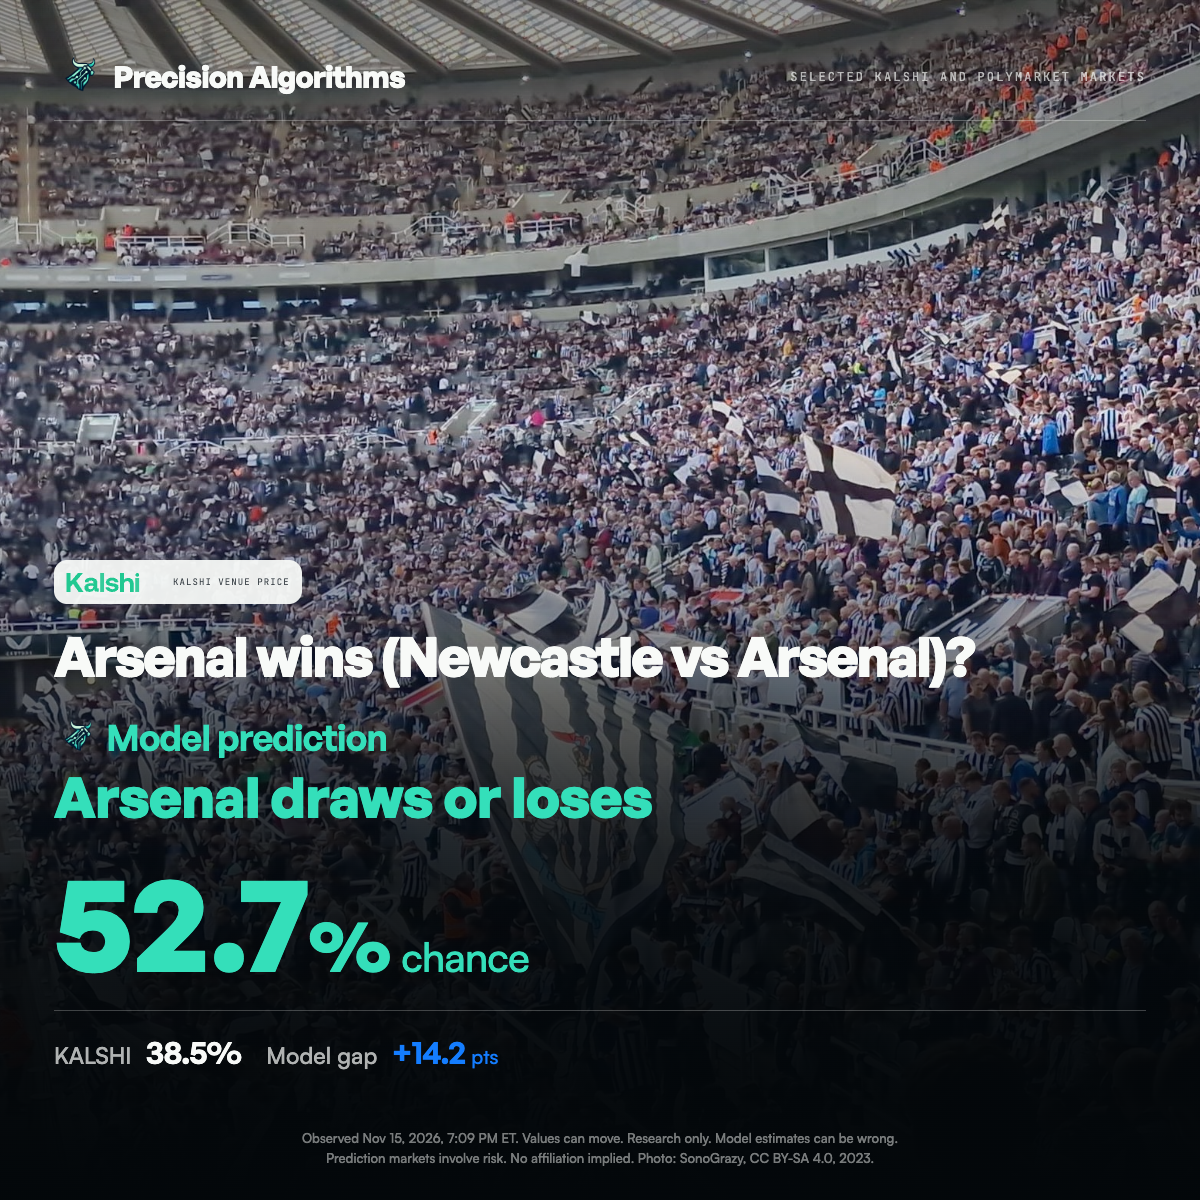 Precision Algorithms
SELECTED KALSHI AND POLYMARKET MARKETS
Kalshi KALSHI VENUE PRICE
Arsenal wins (Newcastle vs Arsenal)?
Model prediction
Arsenal draws or loses
52.7% chance
KALSHI 38.5% Model gap +14.2 pts
Observed Nov 15, 2026, 7:09 PM ET. Values can move. Research only. Model estimates can be wrong.
Prediction markets involve risk. No affiliation implied. Photo: SonoGrazy, CC BY-SA 4.0, 2023.